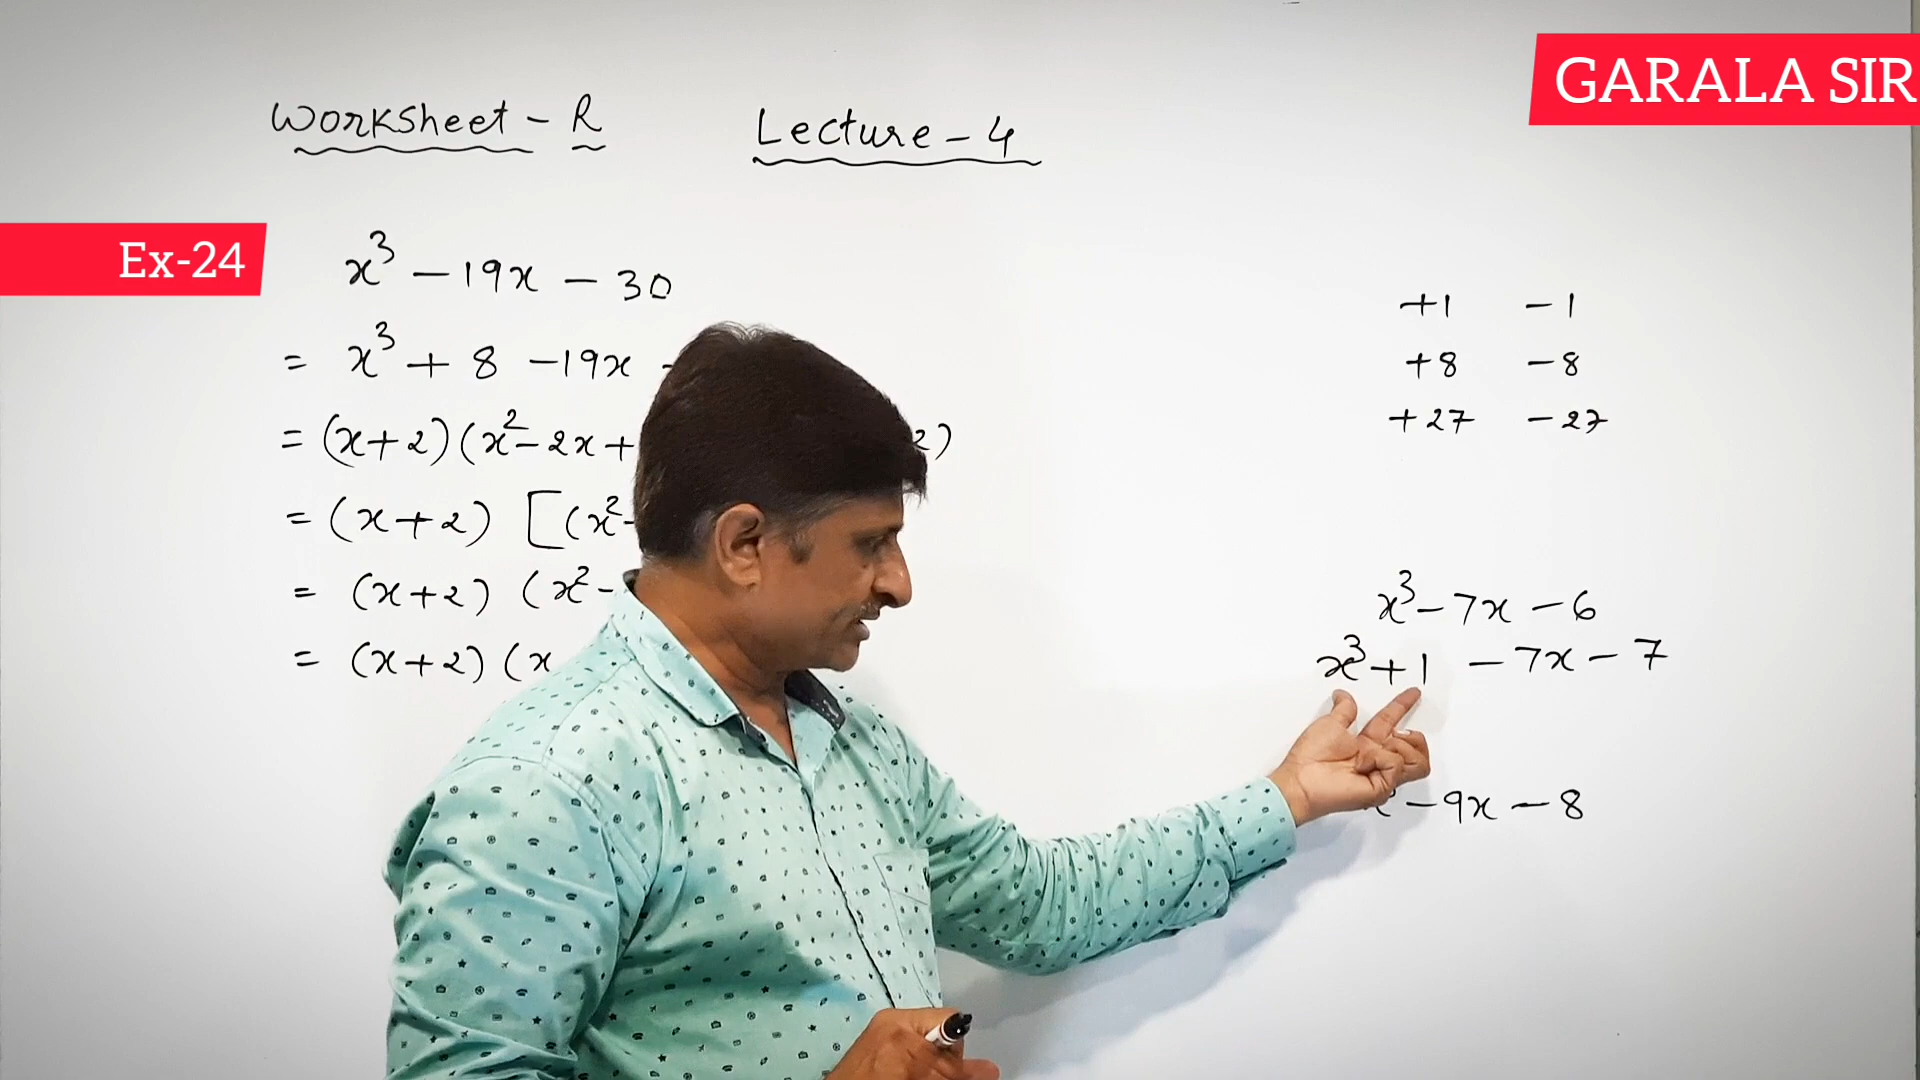 GARALA SIR
Worksheet - R
Lecture - 4
Ex-24
x³ - 19x - 30
= x³ + 8 - 19x -
= (x+2)(x² - 2x + 2)
= (x+2) [(x² -
= (x+2) (x² -
= (x+2) (x
+1 -1
+8 -8
+27 -27
x³ - 7x - 6
x³ + 1 - 7x - 7
- 9x - 8